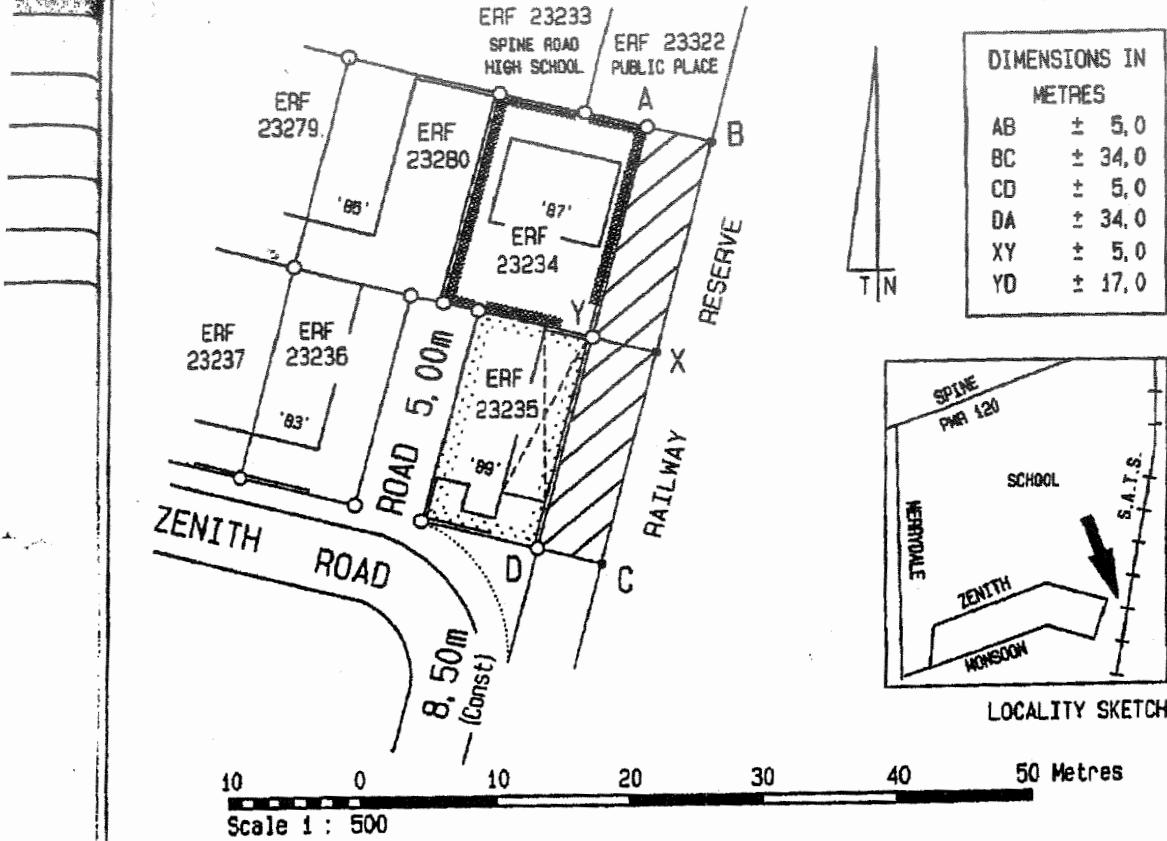 ERF 23233
SPINE ROAD
HIGH SCHOOL
ERF 23322
PUBLIC PLACE
A
B
ERF
23279
ERF
23280
'85'
'87'
ERF
23234
RESERVE
T N
DIMENSIONS IN
METRES
AB ± 5,0
BC ± 34,0
CD ± 5,0
DA ± 34,0
XY ± 5,0
YD ± 17,0
Y
X
ERF
23237
ERF
23236
'83'
ROAD 5,00m
ERF
23235
'89'
RAILWAY
ZENITH ROAD
D
C
8,50m
(Const)
SPINE
PWR 120
SCHOOL
S.A.T.S.
MERRYDALE
ZENITH
MONSOON
LOCALITY SKETCH
10 0 10 20 30 40 50 Metres
Scale 1 : 500